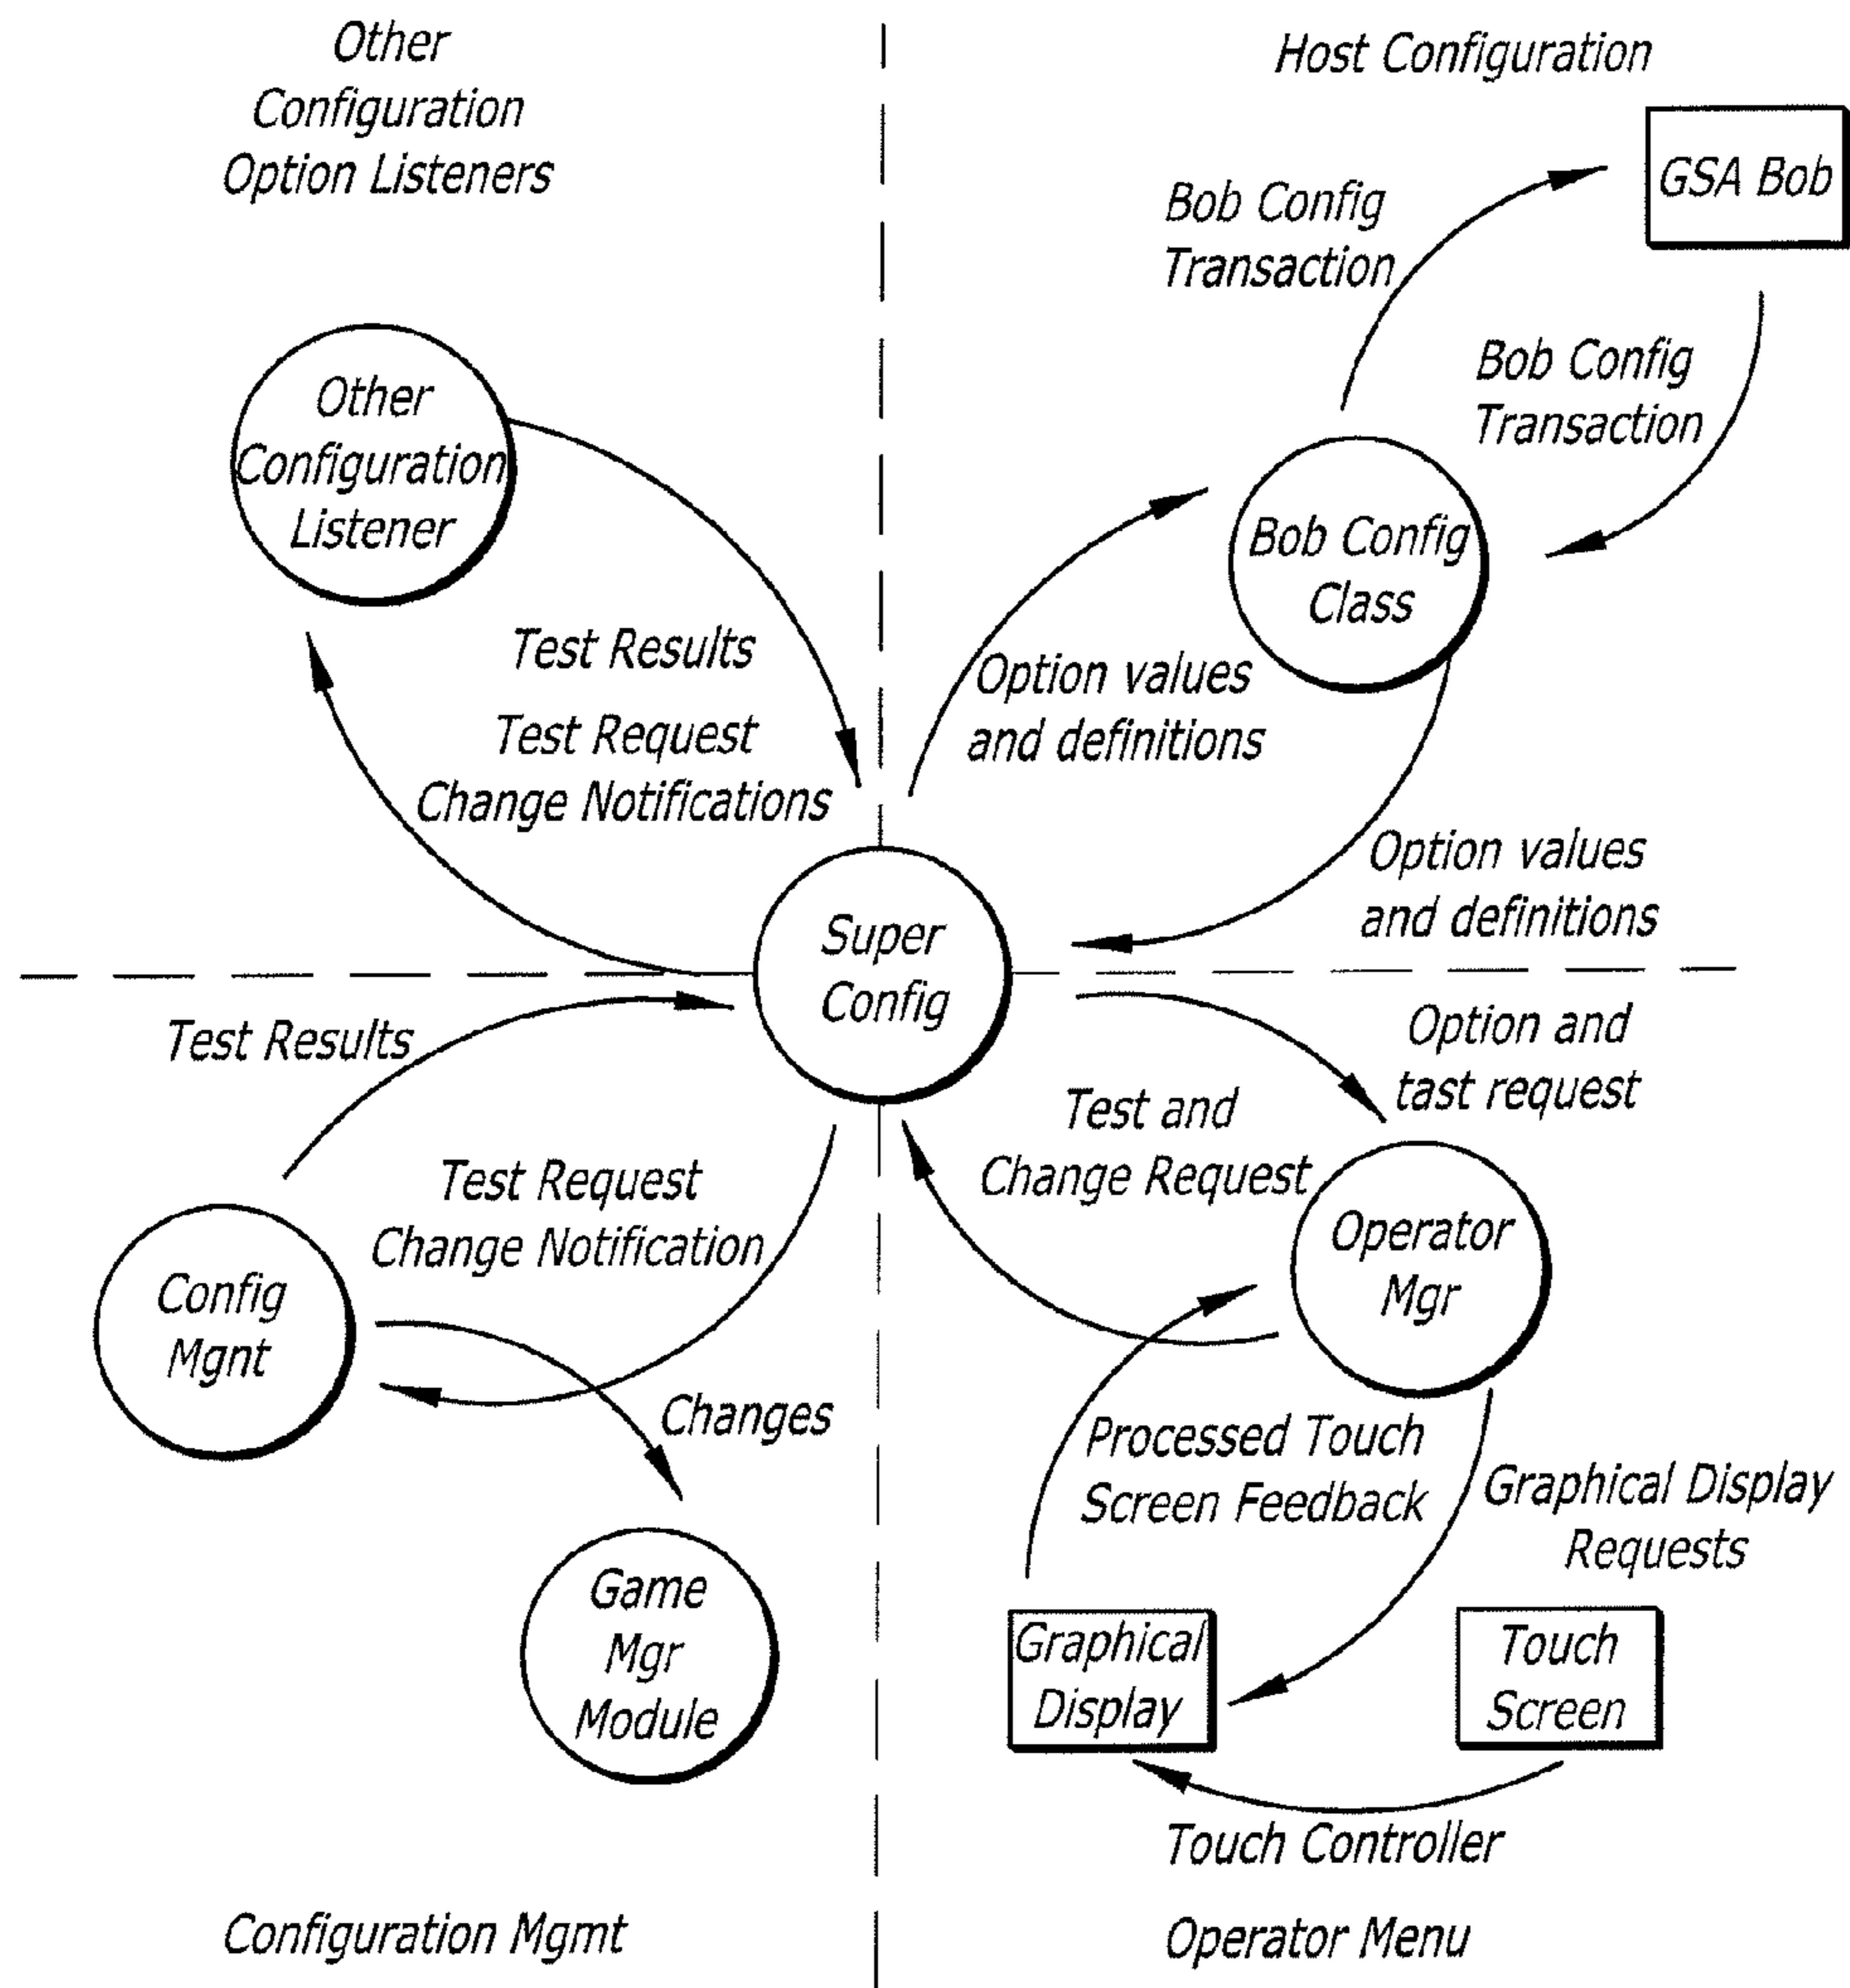 Other
Configuration
Option Listeners
Host Configuration
GSA Bob
Bob Config
Transaction
Bob Config
Transaction
Other
Configuration
Listener
Bob Config
Class
Test Results
Test Request
Change Notifications
Option values
and definitions
Option values
and definitions
Super
Config
Test Results
Option and
tast request
Test and
Change Request
Test Request
Change Notification
Operator
Mgr
Config
Mgnt
Changes
Processed Touch
Screen Feedback
Graphical Display
Requests
Game
Mgr
Module
Graphical
Display
Touch
Screen
Touch Controller
Configuration Mgmt
Operator Menu